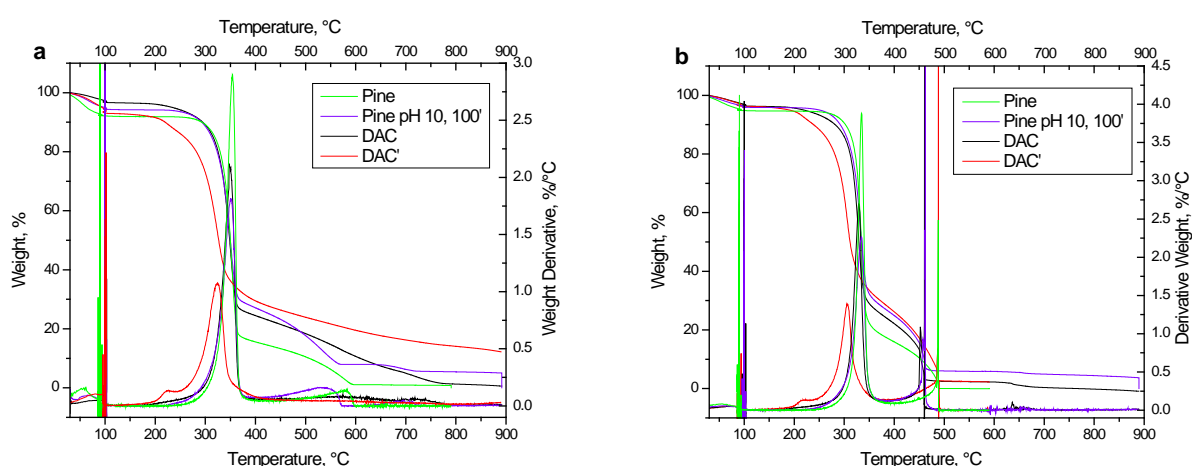 Temperature, °C
100 200 300 400 500 600 700 800 900
a
Pine
Pine pH 10, 100'
DAC
DAC'
Weight, %
100
80
60
40
20
0
Weight Derivative, %/°C
3.0
2.5
2.0
1.5
1.0
0.5
0.0
100 200 300 400 500 600 700 800 900
Temperature, °C
Temperature, °C
100 200 300 400 500 600 700 800 900
b
Pine
Pine pH 10, 100'
DAC
DAC'
Weight, %
100
80
60
40
20
0
Derivative Weight, %/°C
4.5
4.0
3.5
3.0
2.5
2.0
1.5
1.0
0.5
0.0
100 200 300 400 500 600 700 800 900
Temperature, °C